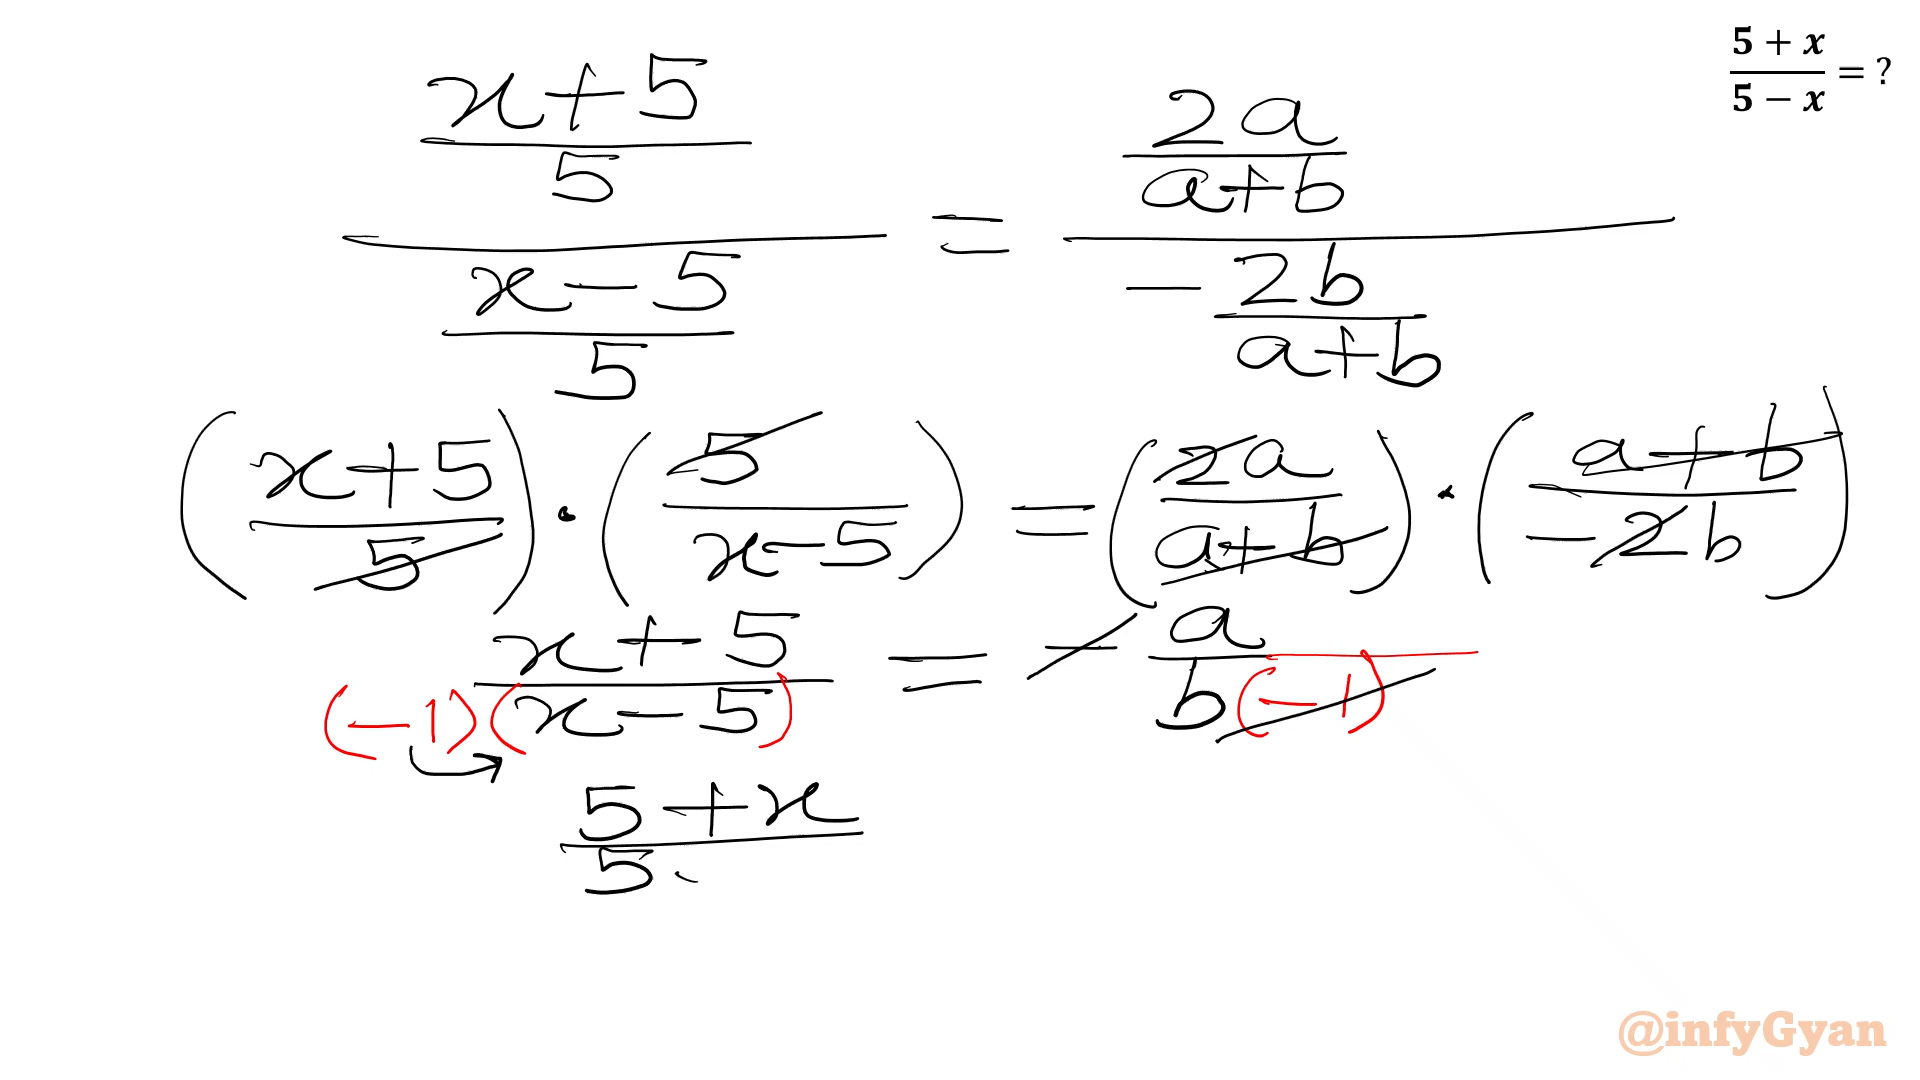 (5 + x)/(5 − x) = ?
((x+5)/5)/((x−5)/5) = (2a/(a+b))/(−2b/(a+b))
((x+5)/5) · (5/(x−5)) = (2a/(a+b)) · ((a+b)/−2b)
(x+5)/((−1)(x−5)) = −a/(b(−1))
(5+x)/(5
@infyGyan